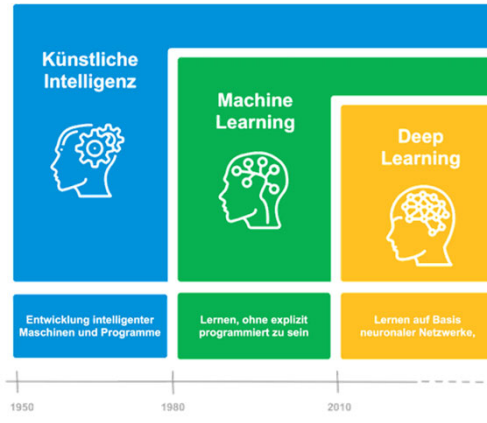 Künstliche
Intelligenz
Machine
Learning
Deep
Learning
Entwicklung intelligenter
Maschinen und Programme
Lernen, ohne explizit
programmiert zu sein
Lernen auf Basis
neuronaler Netzwerke,
1950
1980
2010